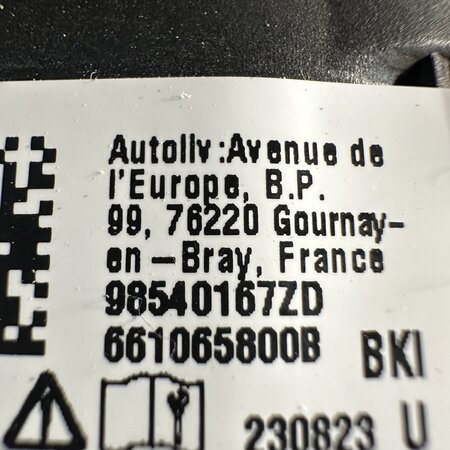 Autoliv :Avenue de
l'Europe, B.P.
99, 76220 Gournay-
en-Bray, France
98540167ZD
661065800B BKI
230823 U